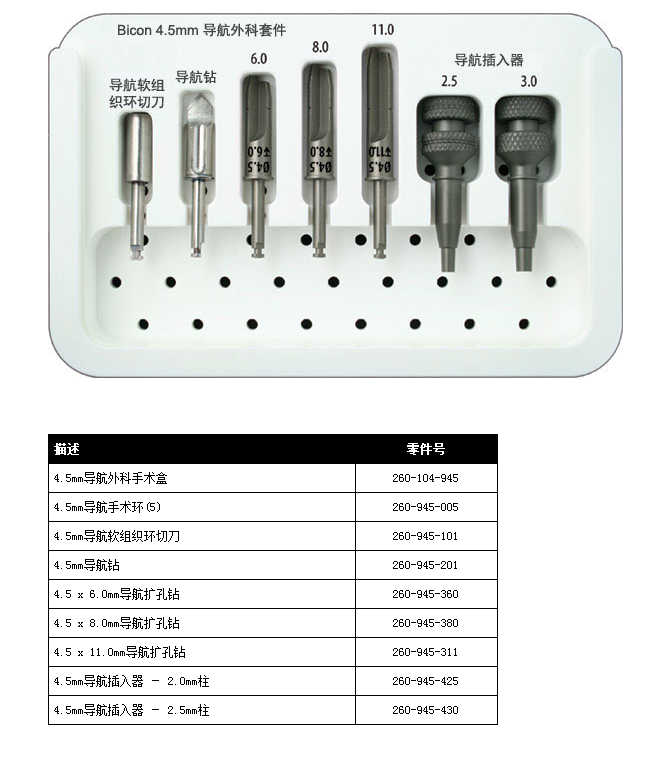 Bicon 4.5mm 导航外科套件
11.0
8.0
6.0
导航插入器
导航钻
导航软组
织环切刀
2.5
3.0
Ø4.5
6.0
Ø4.5
8.0
Ø4.5
11.0
描述 零件号
4.5mm导航外科手术盒 260-104-945
4.5mm导航手术环(5) 260-945-005
4.5mm导航软组织环切刀 260-945-101
4.5mm导航钻 260-945-201
4.5 x 6.0mm导航扩孔钻 260-945-360
4.5 x 8.0mm导航扩孔钻 260-945-380
4.5 x 11.0mm导航扩孔钻 260-945-311
4.5mm导航插入器 – 2.0mm柱 260-945-425
4.5mm导航插入器 – 2.5mm柱 260-945-430